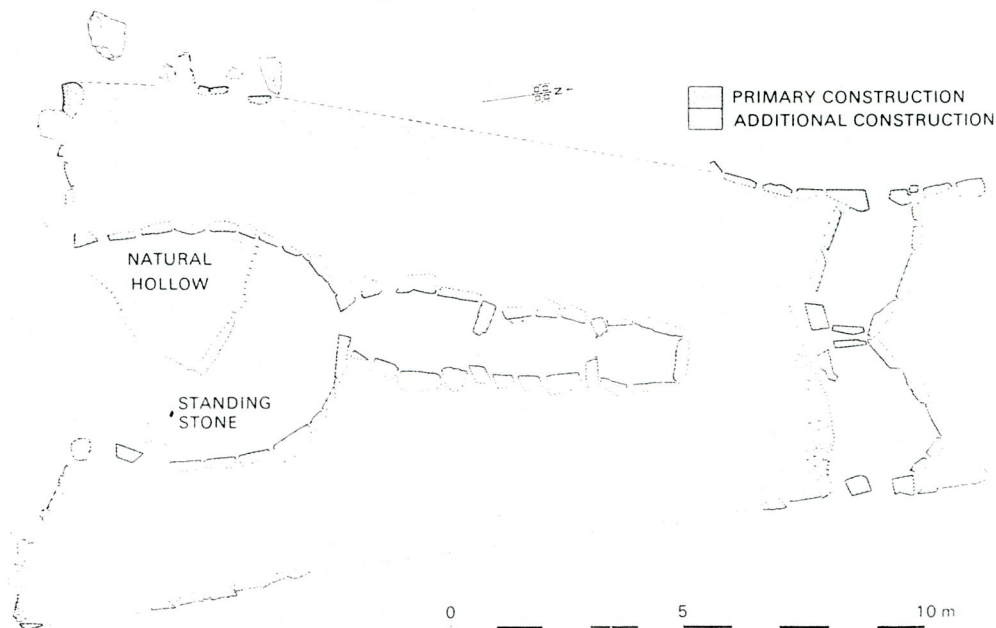 N
PRIMARY CONSTRUCTION
ADDITIONAL CONSTRUCTION
NATURAL
HOLLOW
STANDING
STONE
0 5 10 m